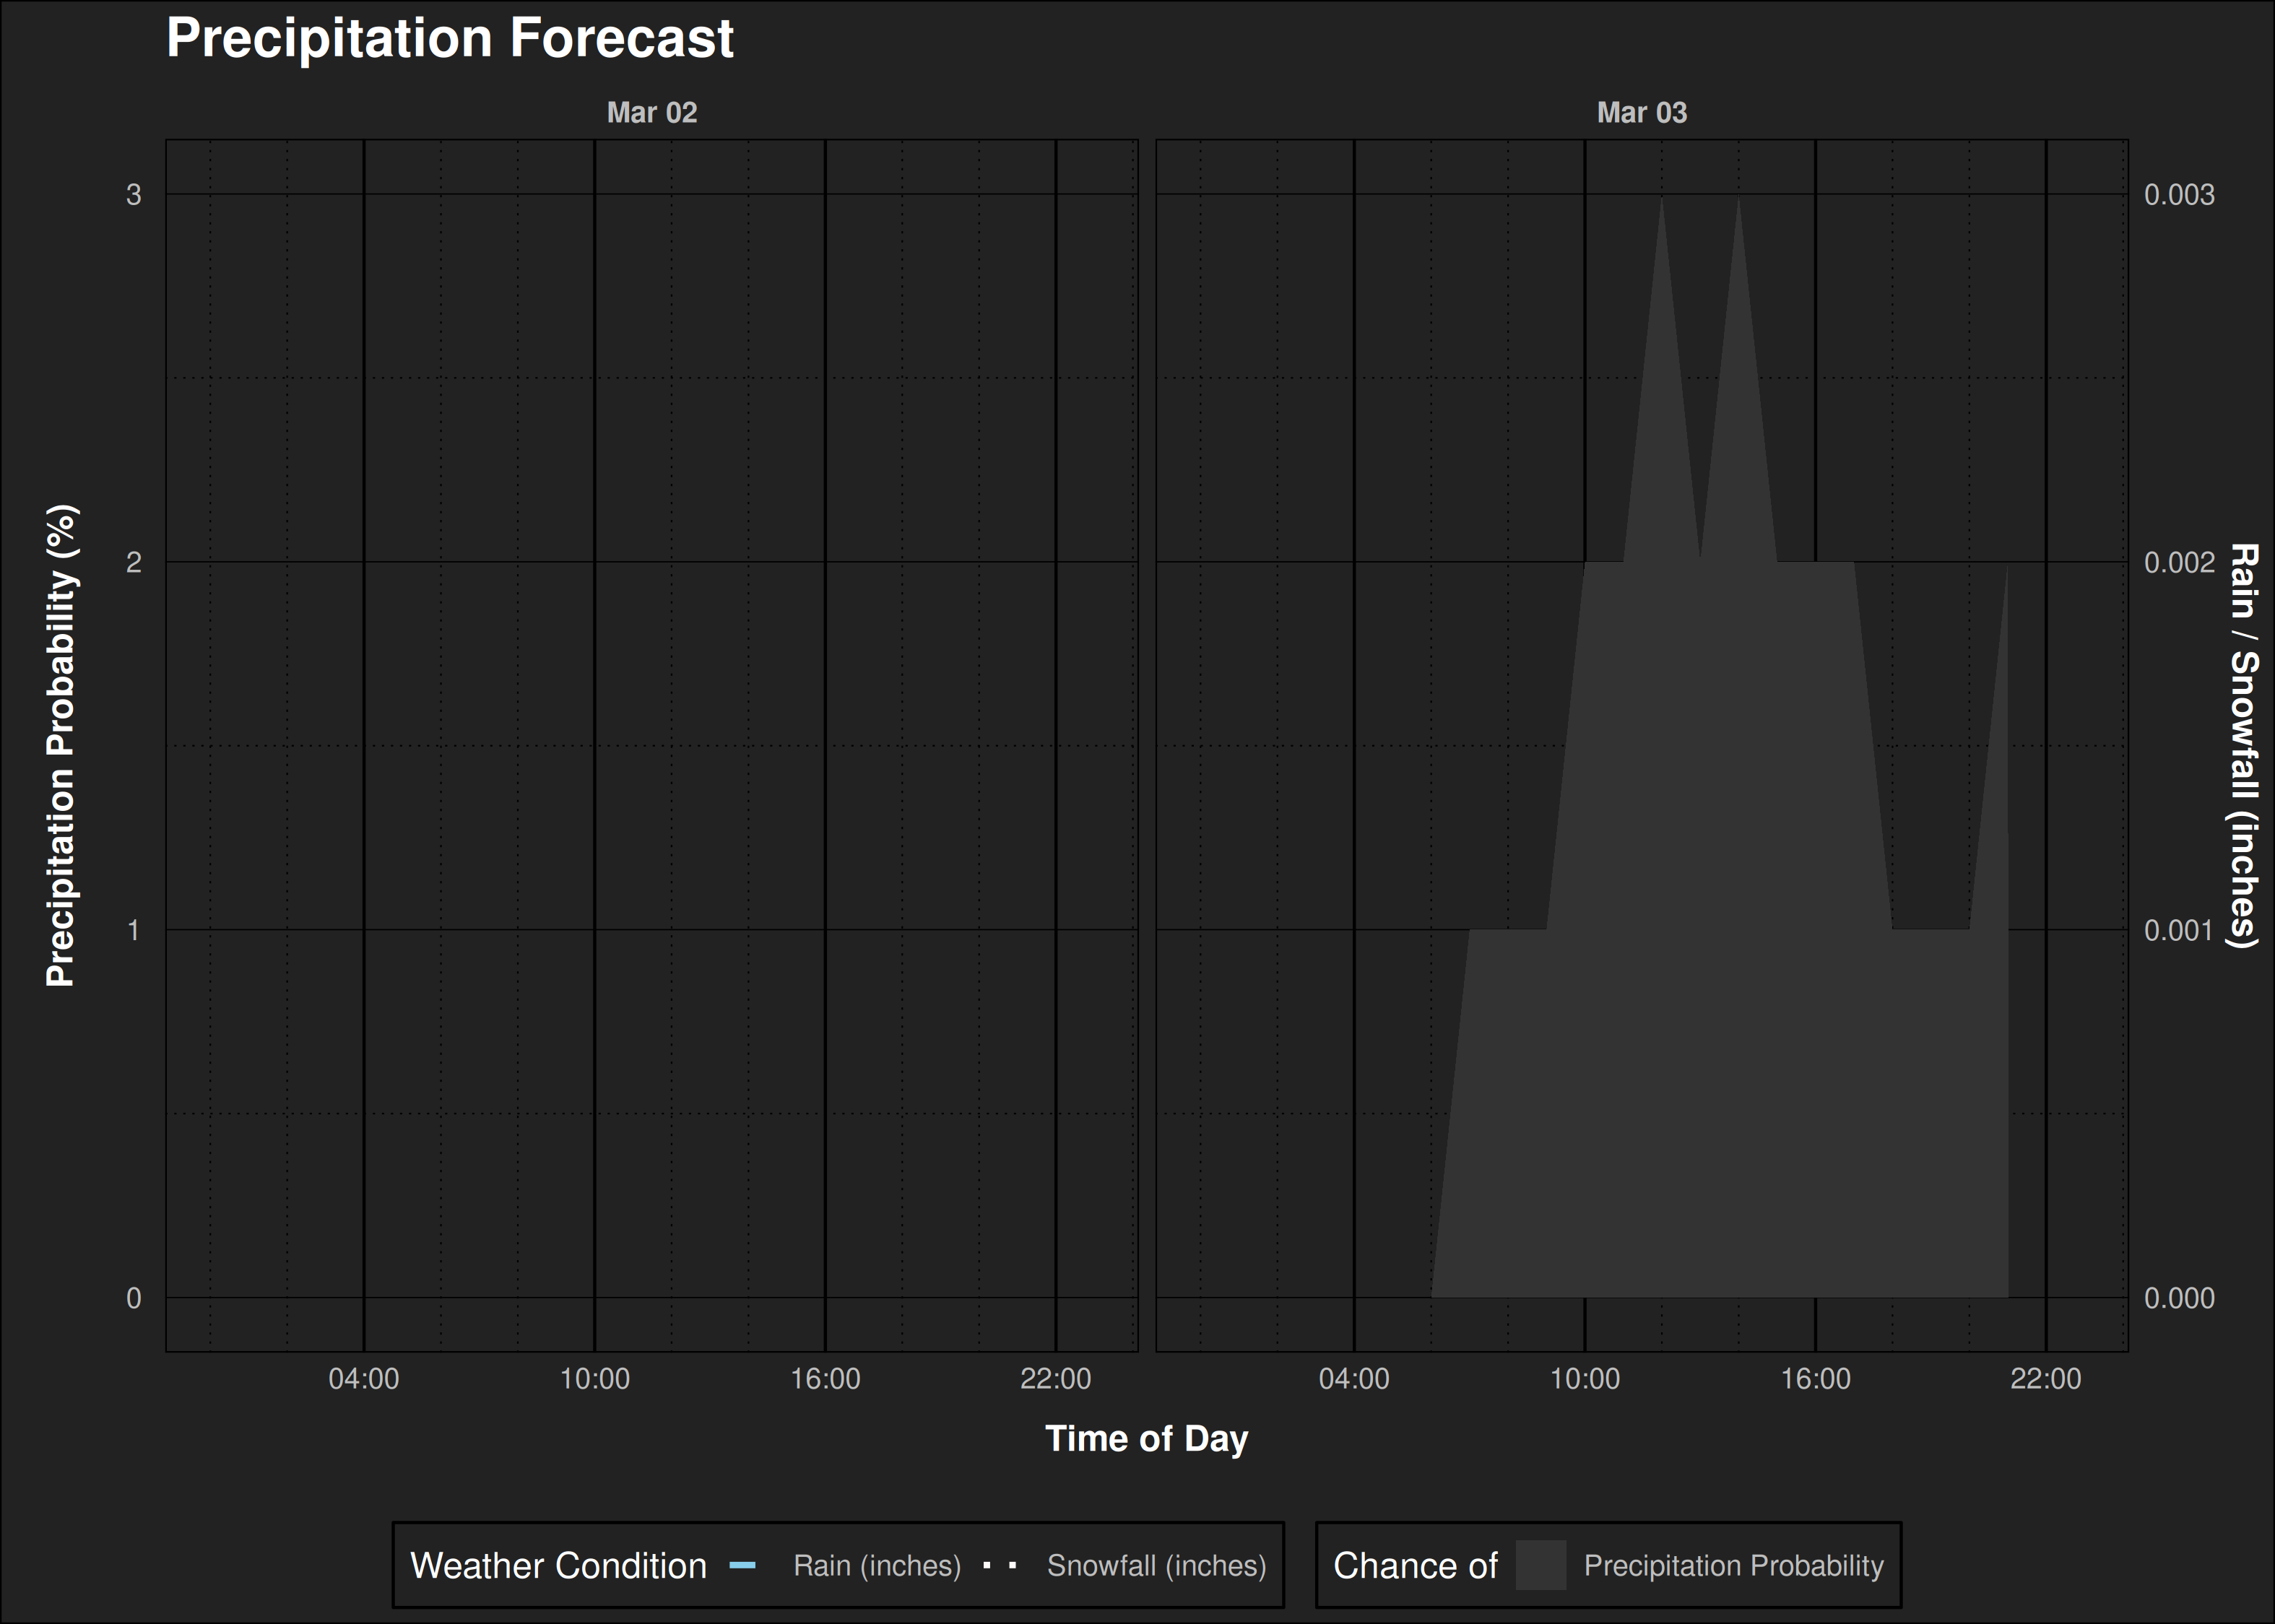 Precipitation Forecast
Mar 02
Mar 03
3
2
1
0
0.003
0.002
0.001
0.000
Precipitation Probability (%)
Rain / Snowfall (inches)
04:00 10:00 16:00 22:00
04:00 10:00 16:00 22:00
Time of Day
Weather Condition Rain (inches) Snowfall (inches)
Chance of Precipitation Probability